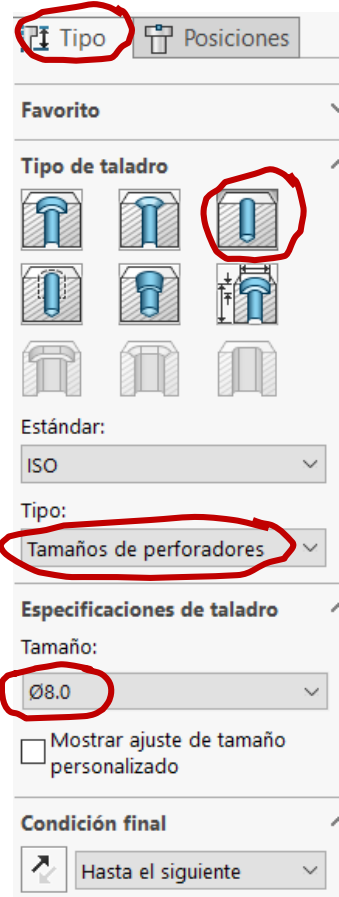 Tipo Posiciones
Favorito
Tipo de taladro
Estándar:
ISO
Tipo:
Tamaños de perforadores
Especificaciones de taladro
Tamaño:
Ø8.0
Mostrar ajuste de tamaño
personalizado
Condición final
Hasta el siguiente